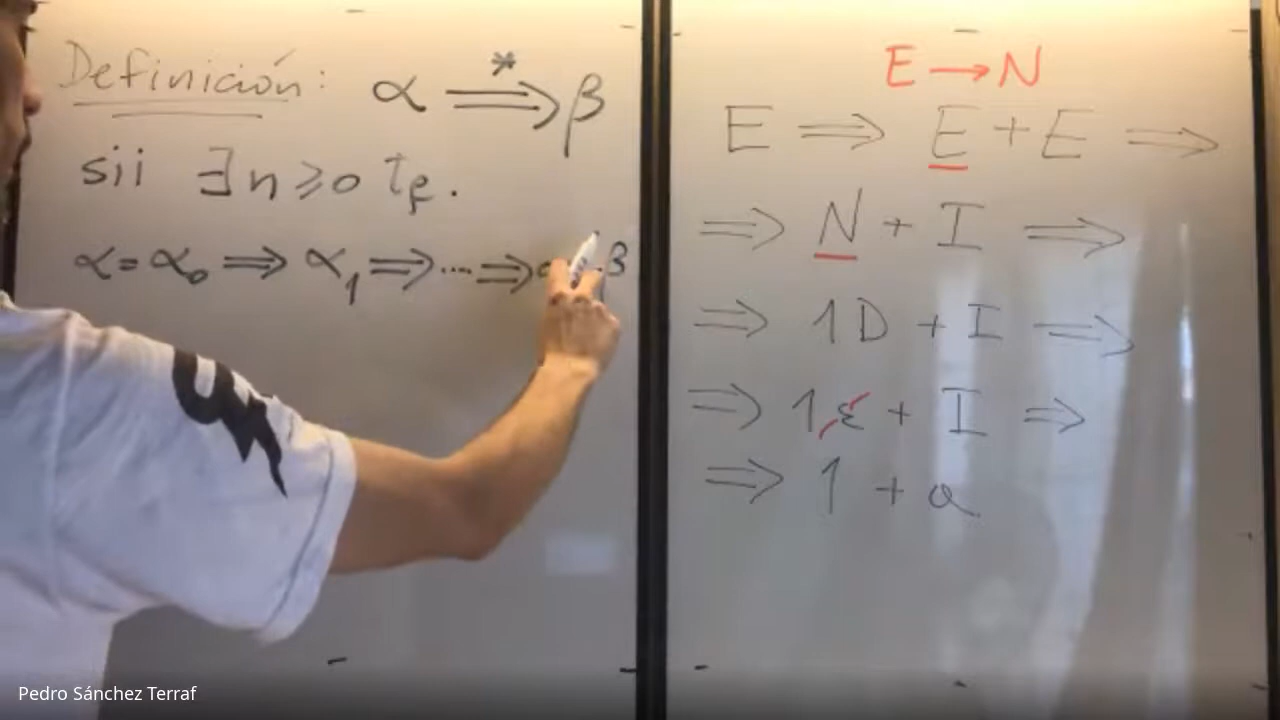 Definición: α ⇒* β
sii ∃n ⩾ 0 tq.
α = α₀ ⇒ α₁ ⇒ .... ⇒ β
E → N
E ⇒ E + E ⇒
⇒ N + I ⇒
⇒ 1D + I ⇒
⇒ 1ε + I ⇒
⇒ 1 + a
Pedro Sánchez Terraf